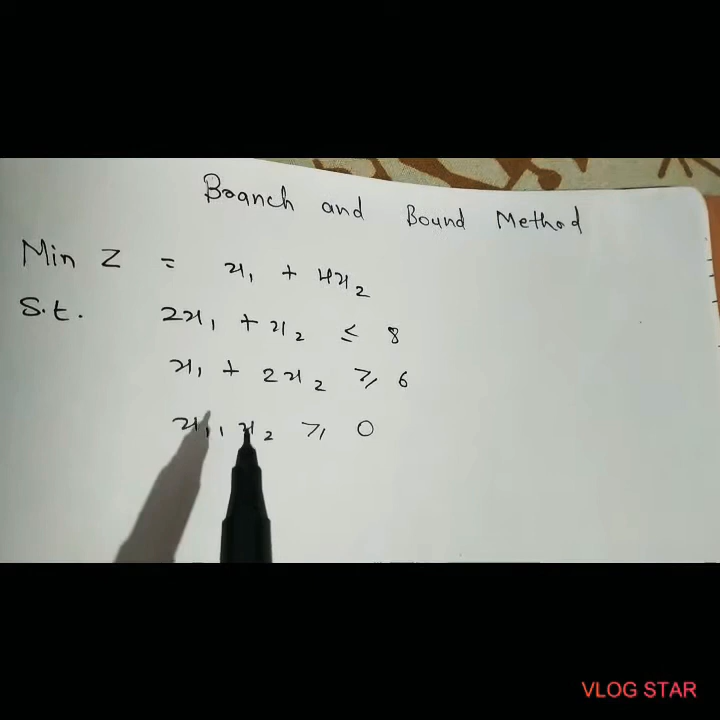 Branch and Bound Method
Min Z = x₁ + 4x₂
S.t. 2x₁ + x₂ ≤ 8
x₁ + 2x₂ ≥ 6
x₁, x₂ ≥ 0
VLOG STAR